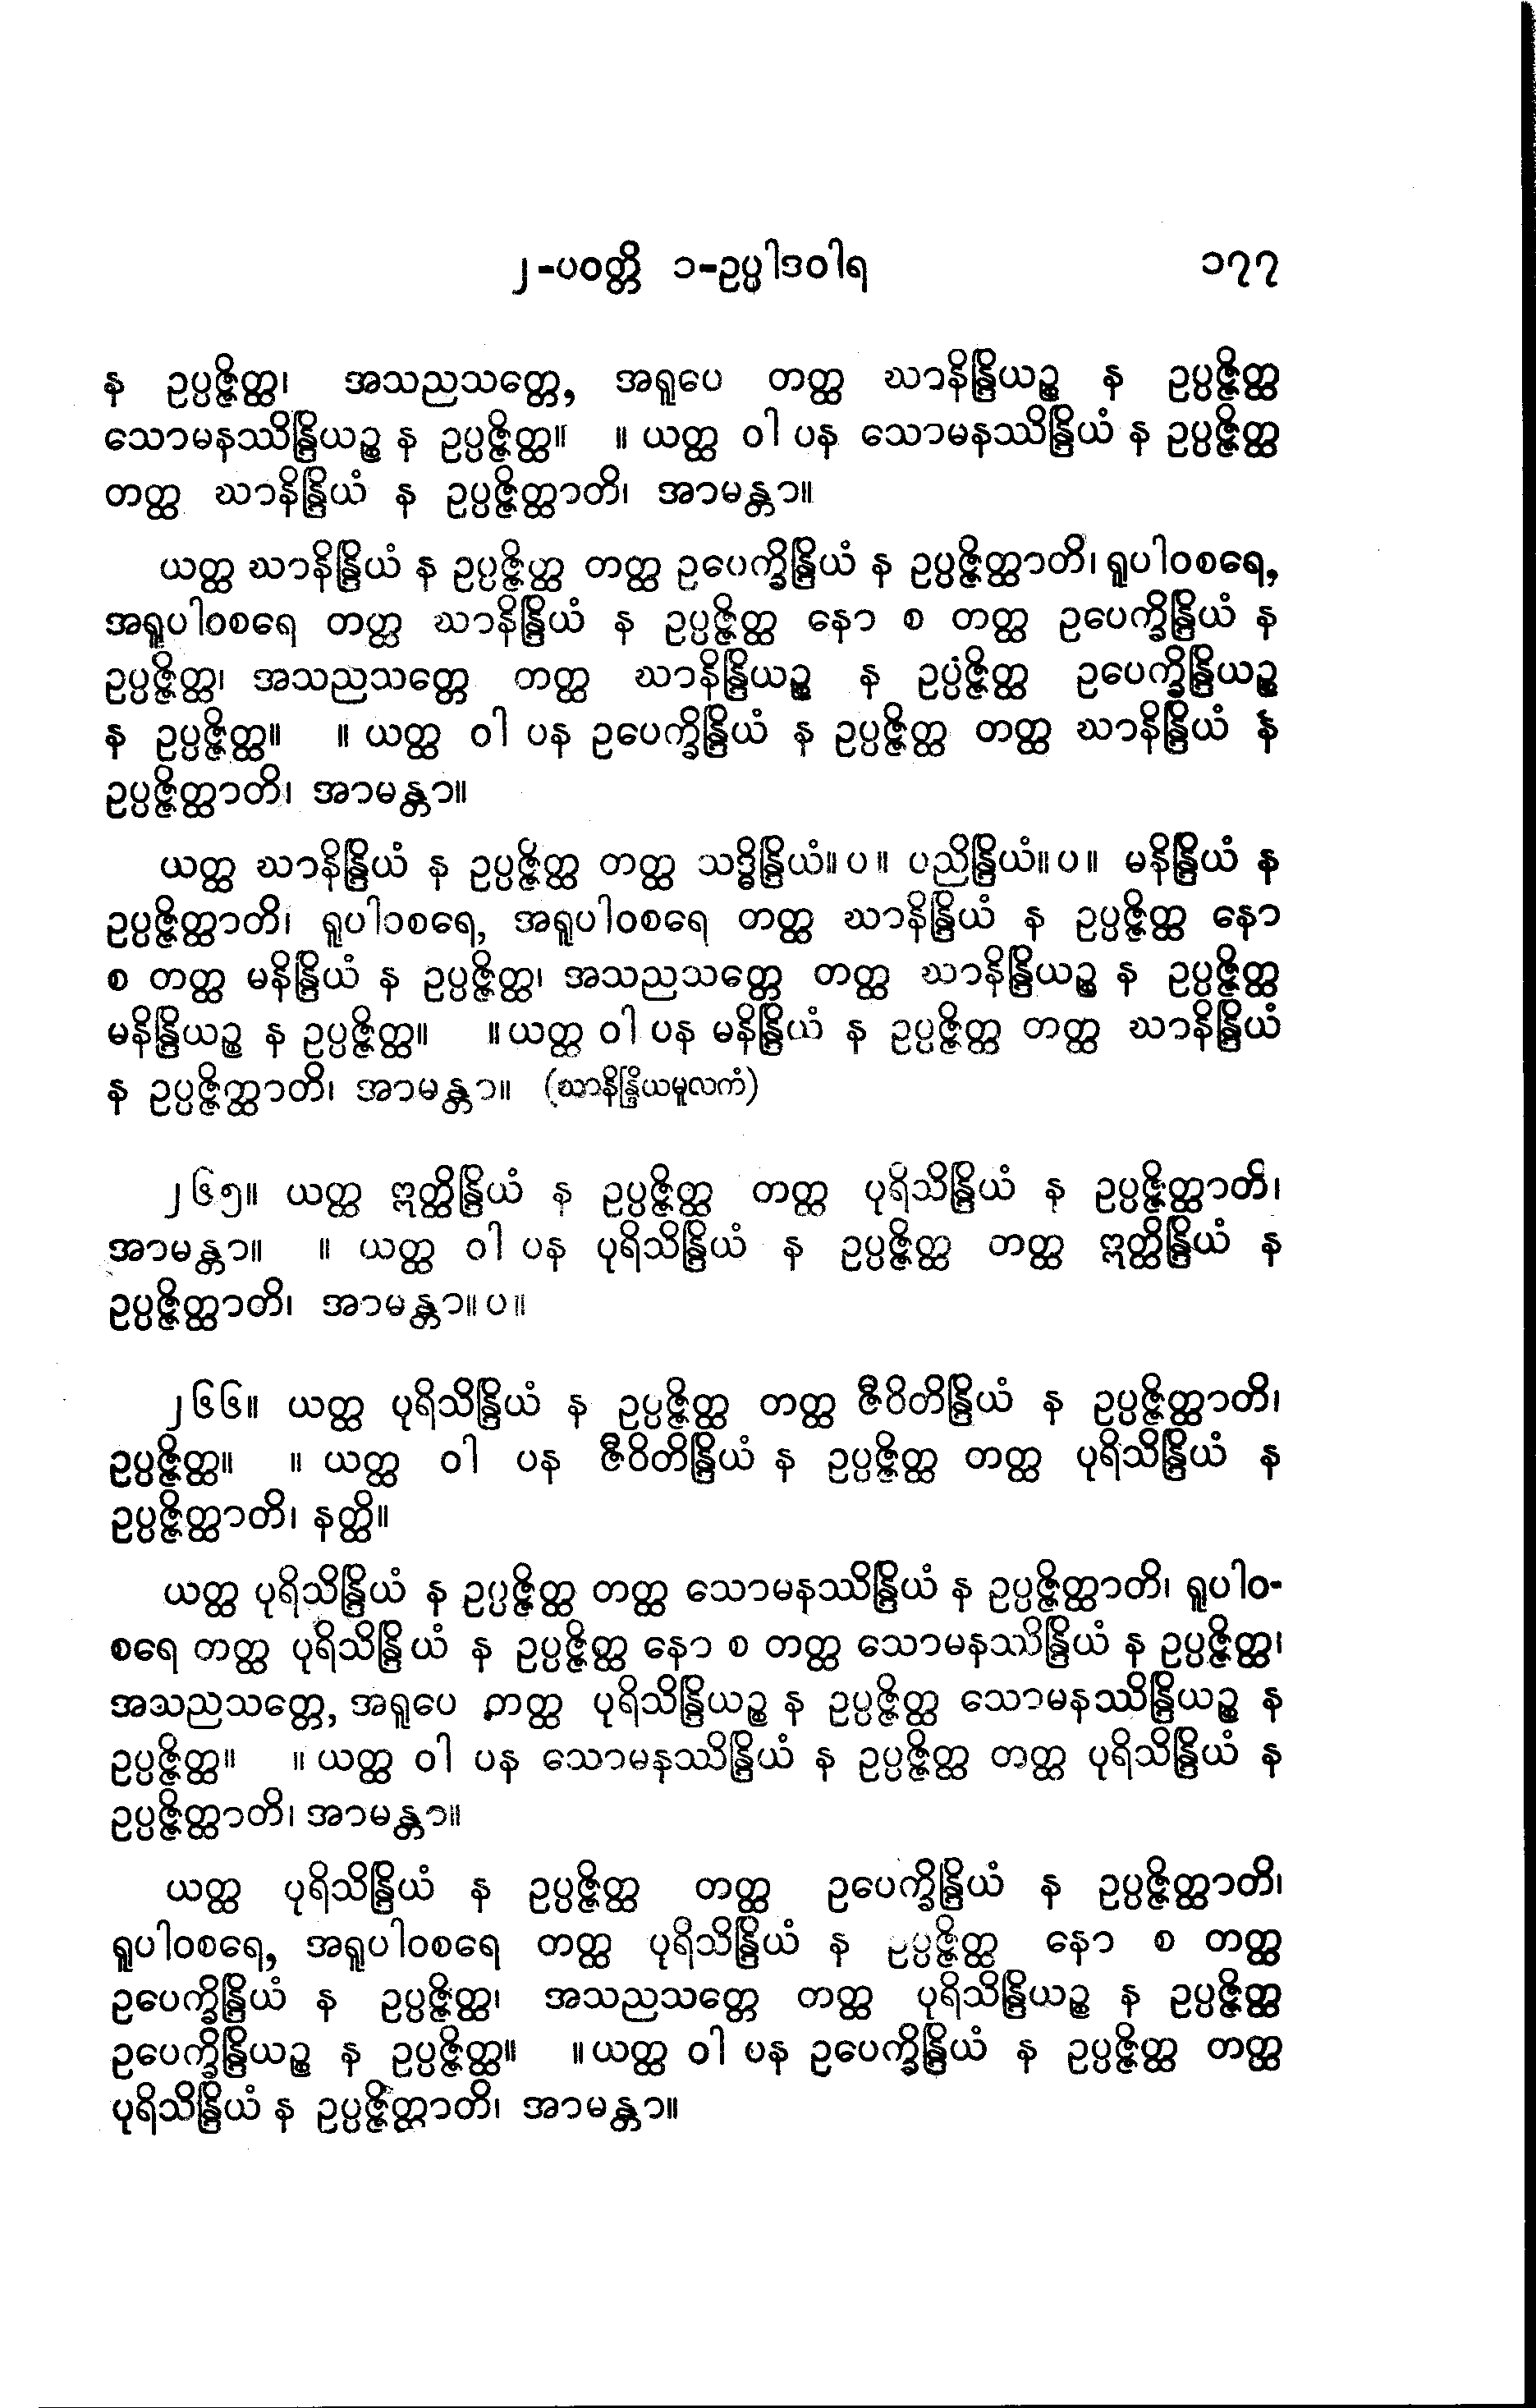 ၂-ပဝတ္တိ ၁-ဥပ္ပါဒဝါရ ၁၇၇
န ဥပ္ပဇ္ဇိတ္ထ၊ အသညသတ္တေ, အရူပေ တတ္ထ ဃာနိန္ဒြိယဉ္စ န ဥပ္ပဇ္ဇိတ္ထ
သောမနဿိန္ဒြိယဉ္စ န ဥပ္ပဇ္ဇိတ္ထ။ ။ ယတ္ထ ဝါ ပန သောမနဿိန္ဒြိယံ န ဥပ္ပဇ္ဇိတ္ထ
တတ္ထ ဃာနိန္ဒြိယံ န ဥပ္ပဇ္ဇိတ္ထာတိ၊ အာမန္တာ။
ယတ္ထ ဃာနိန္ဒြိယံ န ဥပ္ပဇ္ဇိတ္ထ တတ္ထ ဥပေက္ခိန္ဒြိယံ န ဥပ္ပဇ္ဇိတ္ထာတိ၊ ရူပါဝစရေ,
အရူပါဝစရေ တတ္ထ ဃာနိန္ဒြိယံ န ဥပ္ပဇ္ဇိတ္ထ နော စ တတ္ထ ဥပေက္ခိန္ဒြိယံ န
ဥပ္ပဇ္ဇိတ္ထ၊ အသညသတ္တေ တတ္ထ ဃာနိန္ဒြိယဉ္စ န ဥပ္ပဇ္ဇိတ္ထ ဥပေက္ခိန္ဒြိယဉ္စ
န ဥပ္ပဇ္ဇိတ္ထ။ ။ ယတ္ထ ဝါ ပန ဥပေက္ခိန္ဒြိယံ န ဥပ္ပဇ္ဇိတ္ထ တတ္ထ ဃာနိန္ဒြိယံ န
ဥပ္ပဇ္ဇိတ္ထာတိ၊ အာမန္တာ။
ယတ္ထ ဃာနိန္ဒြိယံ န ဥပ္ပဇ္ဇိတ္ထ တတ္ထ သဒ္ဓိန္ဒြိယံ။ပ။ ပညိန္ဒြိယံ။ပ။ မနိန္ဒြိယံ န
ဥပ္ပဇ္ဇိတ္ထာတိ၊ ရူပါဝစရေ, အရူပါဝစရေ တတ္ထ ဃာနိန္ဒြိယံ န ဥပ္ပဇ္ဇိတ္ထ နော
စ တတ္ထ မနိန္ဒြိယံ န ဥပ္ပဇ္ဇိတ္ထ၊ အသညသတ္တေ တတ္ထ ဃာနိန္ဒြိယဉ္စ န ဥပ္ပဇ္ဇိတ္ထ
မနိန္ဒြိယဉ္စ န ဥပ္ပဇ္ဇိတ္ထ။ ။ယတ္ထ ဝါ ပန မနိန္ဒြိယံ န ဥပ္ပဇ္ဇိတ္ထ တတ္ထ ဃာနိန္ဒြိယံ
န ဥပ္ပဇ္ဇိတ္ထာတိ၊ အာမန္တာ။ (ဃာနိန္ဒြိယမူလကံ)
၂၆၅။ ယတ္ထ ဣတ္ထိန္ဒြိယံ န ဥပ္ပဇ္ဇိတ္ထ တတ္ထ ပုရိသိန္ဒြိယံ န ဥပ္ပဇ္ဇိတ္ထာတိ၊
အာမန္တာ။ ။ ယတ္ထ ဝါ ပန ပုရိသိန္ဒြိယံ န ဥပ္ပဇ္ဇိတ္ထ တတ္ထ ဣတ္ထိန္ဒြိယံ န
ဥပ္ပဇ္ဇိတ္ထာတိ၊ အာမန္တာ။ပ။
၂၆၆။ ယတ္ထ ပုရိသိန္ဒြိယံ န ဥပ္ပဇ္ဇိတ္ထ တတ္ထ ဇီဝိတိန္ဒြိယံ န ဥပ္ပဇ္ဇိတ္ထာတိ၊
ဥပ္ပဇ္ဇိတ္ထ။ ။ ယတ္ထ ဝါ ပန ဇီဝိတိန္ဒြိယံ န ဥပ္ပဇ္ဇိတ္ထ တတ္ထ ပုရိသိန္ဒြိယံ န
ဥပ္ပဇ္ဇိတ္ထာတိ၊ နတ္ထိ။
ယတ္ထ ပုရိသိန္ဒြိယံ န ဥပ္ပဇ္ဇိတ္ထ တတ္ထ သောမနဿိန္ဒြိယံ န ဥပ္ပဇ္ဇိတ္ထာတိ၊ ရူပါဝ-
စရေ တတ္ထ ပုရိသိန္ဒြိယံ န ဥပ္ပဇ္ဇိတ္ထ နော စ တတ္ထ သောမနဿိန္ဒြိယံ န ဥပ္ပဇ္ဇိတ္ထ၊
အသညသတ္တေ, အရူပေ တတ္ထ ပုရိသိန္ဒြိယဉ္စ န ဥပ္ပဇ္ဇိတ္ထ သောမနဿိန္ဒြိယဉ္စ န
ဥပ္ပဇ္ဇိတ္ထ။ ။ ယတ္ထ ဝါ ပန သောမနဿိန္ဒြိယံ န ဥပ္ပဇ္ဇိတ္ထ တတ္ထ ပုရိသိန္ဒြိယံ န
ဥပ္ပဇ္ဇိတ္ထာတိ၊ အာမန္တာ။
ယတ္ထ ပုရိသိန္ဒြိယံ န ဥပ္ပဇ္ဇိတ္ထ တတ္ထ ဥပေက္ခိန္ဒြိယံ န ဥပ္ပဇ္ဇိတ္ထာတိ၊
ရူပါဝစရေ, အရူပါဝစရေ တတ္ထ ပုရိသိန္ဒြိယံ န ဥပ္ပဇ္ဇိတ္ထ နော စ တတ္ထ
ဥပေက္ခိန္ဒြိယံ န ဥပ္ပဇ္ဇိတ္ထ၊ အသညသတ္တေ တတ္ထ ပုရိသိန္ဒြိယဉ္စ န ဥပ္ပဇ္ဇိတ္ထ
ဥပေက္ခိန္ဒြိယဉ္စ န ဥပ္ပဇ္ဇိတ္ထ။ ။ယတ္ထ ဝါ ပန ဥပေက္ခိန္ဒြိယံ န ဥပ္ပဇ္ဇိတ္ထ တတ္ထ
ပုရိသိန္ဒြိယံ န ဥပ္ပဇ္ဇိတ္ထာတိ၊ အာမန္တာ။